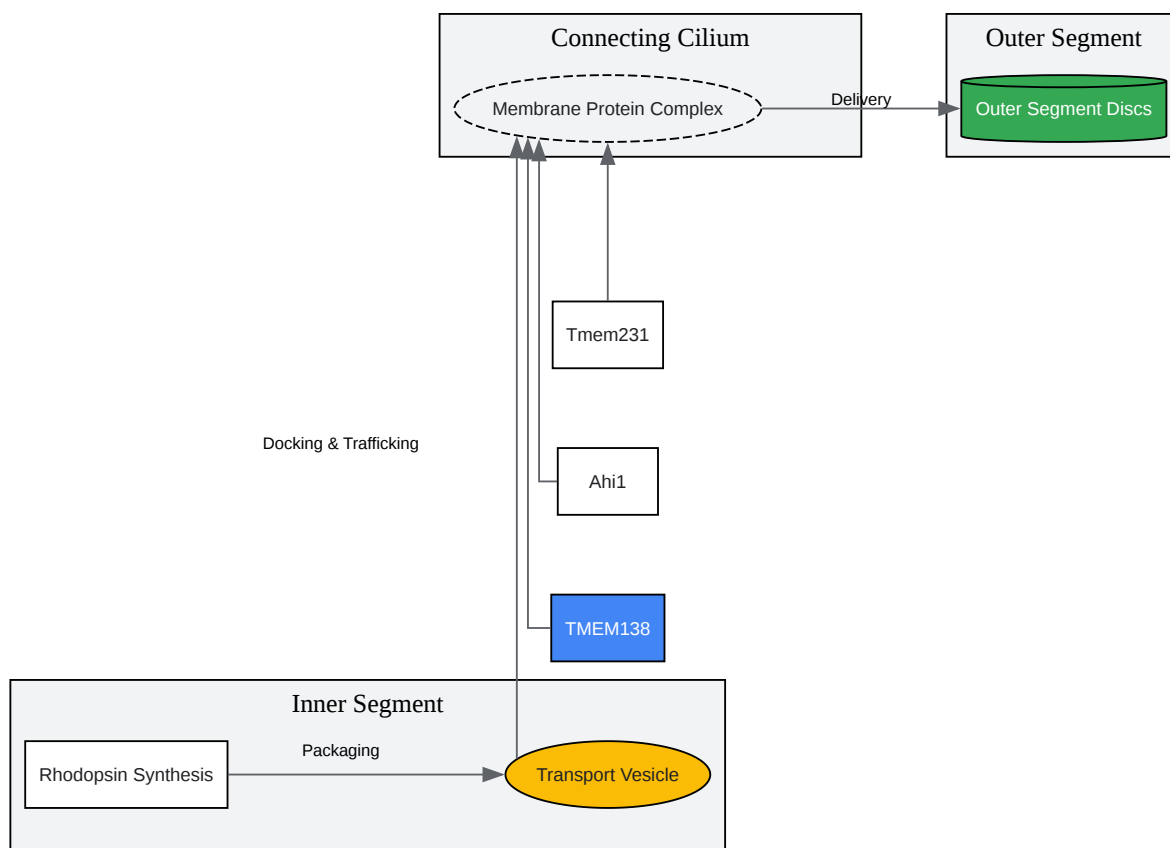 Connecting Cilium
Outer Segment
Membrane Protein Complex
Delivery
Outer Segment Discs
Tmem231
Docking & Trafficking
Ahi1
TMEM138
Inner Segment
Packaging
Rhodopsin Synthesis
Transport Vesicle